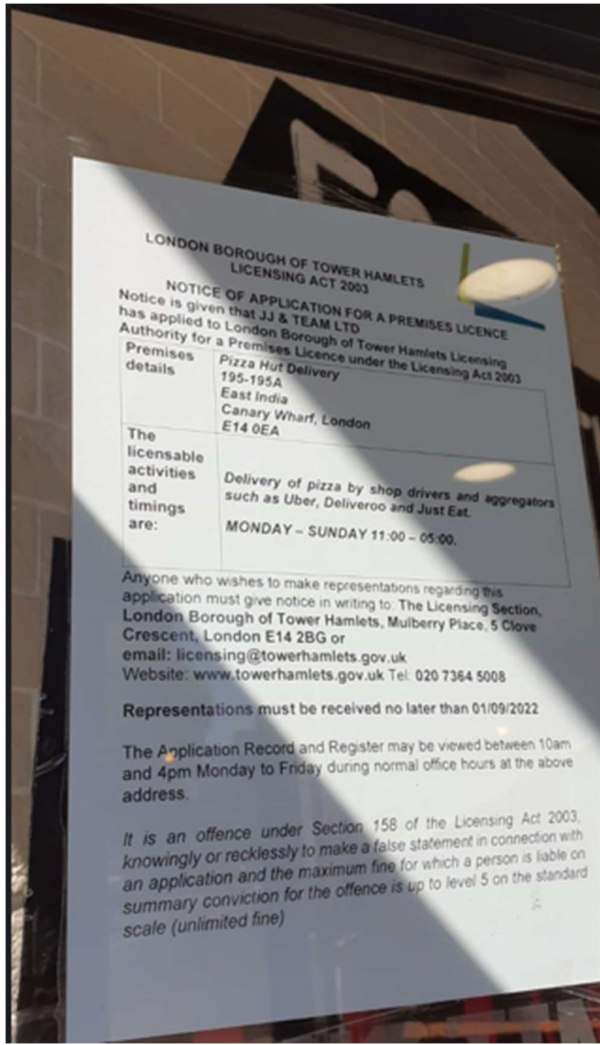 LONDON BOROUGH OF TOWER HAMLETS
LICENSING ACT 2003
NOTICE OF APPLICATION FOR A PREMISES LICENCE
Notice is given that JJ & TEAM LTD
has applied to London Borough of Tower Hamlets Licensing
Authority for a Premises Licence under the Licensing Act 2003
Premises
details
Pizza Hut Delivery
195-195A
East India
Canary Wharf, London
E14 0EA
The
licensable
activities
and
timings
are:
Delivery of pizza by shop drivers and aggregators
such as Uber, Deliveroo and Just Eat.
MONDAY – SUNDAY 11:00 – 05:00.
Anyone who wishes to make representations regarding this
application must give notice in writing to: The Licensing Section,
London Borough of Tower Hamlets, Mulberry Place, 5 Clove
Crescent, London E14 2BG or
email: licensing@towerhamlets.gov.uk
Website: www.towerhamlets.gov.uk Tel: 020 7364 5008
Representations must be received no later than 01/09/2022
The Application Record and Register may be viewed between 10am
and 4pm Monday to Friday during normal office hours at the above
address.
It is an offence under Section 158 of the Licensing Act 2003,
knowingly or recklessly to make a false statement in connection with
an application and the maximum fine for which a person is liable on
summary conviction for the offence is up to level 5 on the standard
scale (unlimited fine)